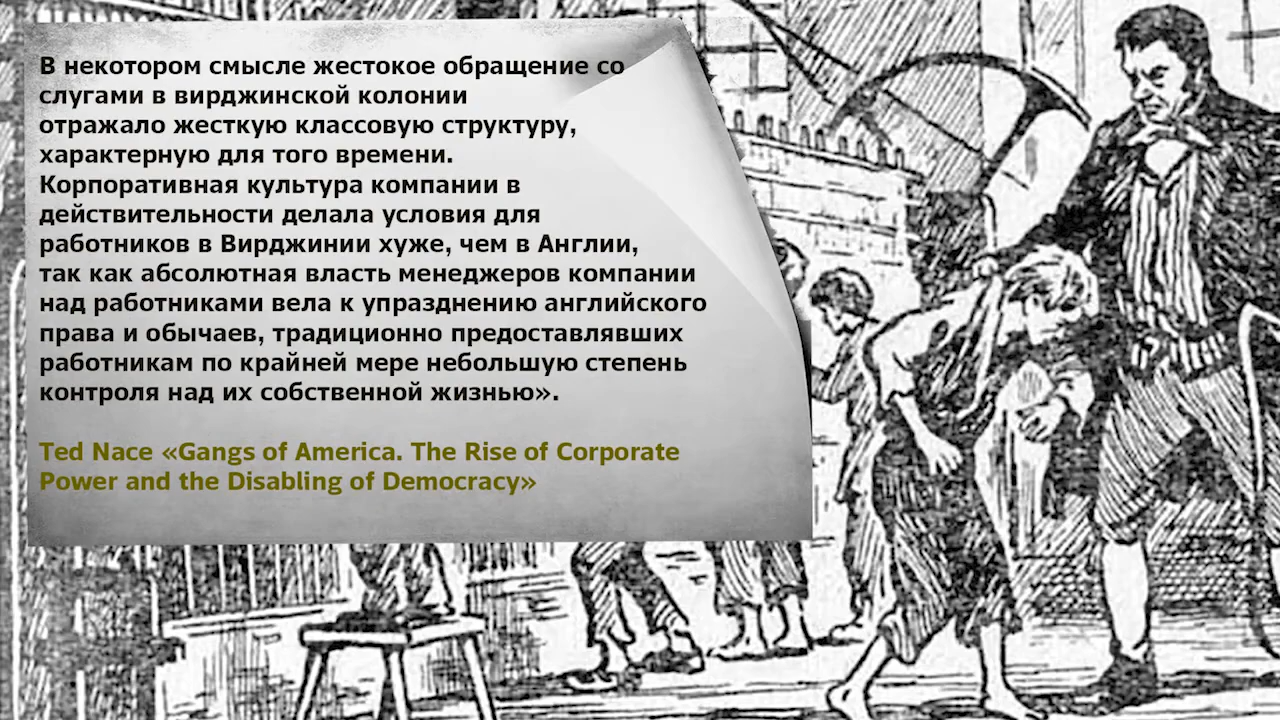 В некотором смысле жестокое обращение со
слугами в вирджинской колонии
отражало жесткую классовую структуру,
характерную для того времени.
Корпоративная культура компании в
действительности делала условия для
работников в Вирджинии хуже, чем в Англии,
так как абсолютная власть менеджеров компании
над работниками вела к упразднению английского
права и обычаев, традиционно предоставлявших
работникам по крайней мере небольшую степень
контроля над их собственной жизнью».
Ted Nace «Gangs of America. The Rise of Corporate
Power and the Disabling of Democracy»